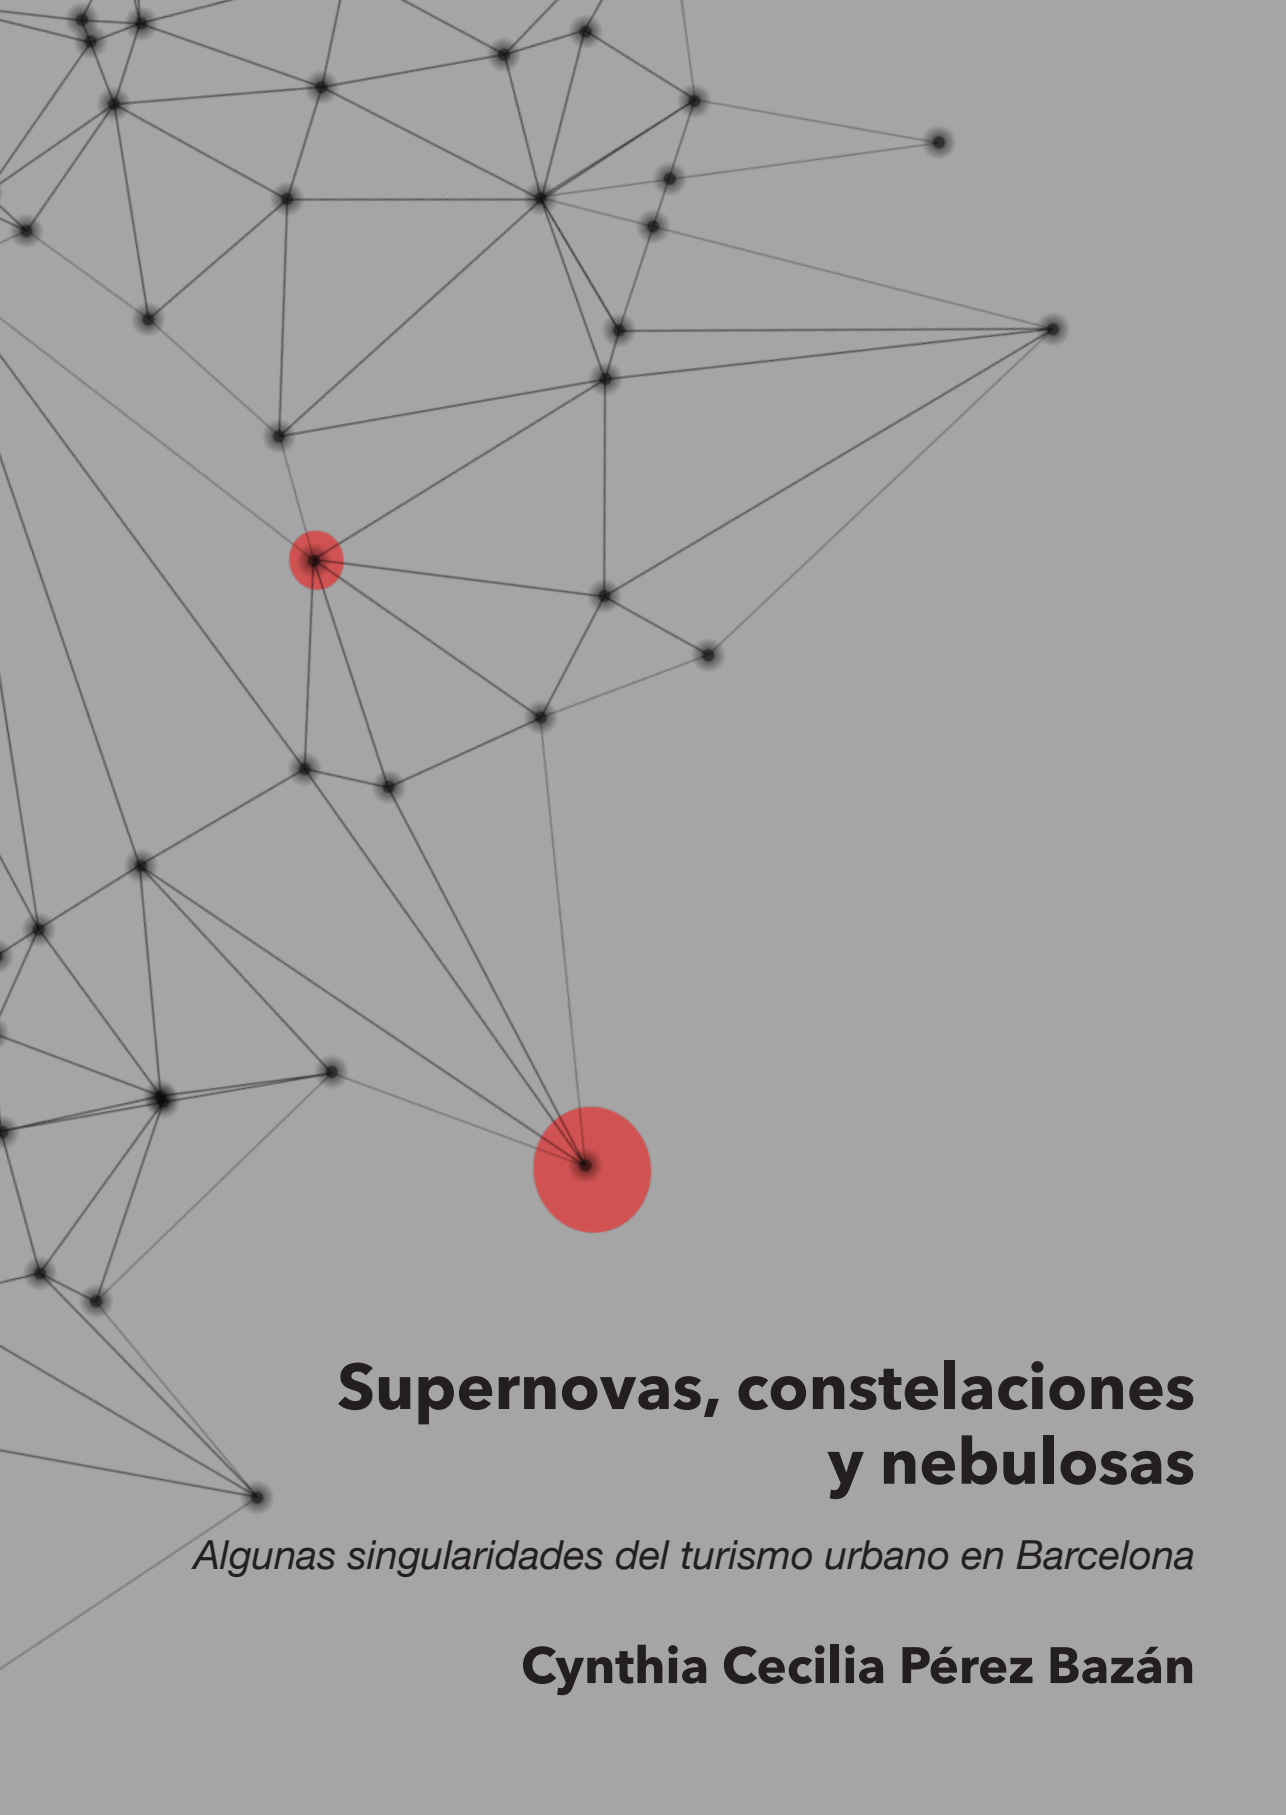 Supernovas, constelaciones
y nebulosas
Algunas singularidades del turismo urbano en Barcelona
Cynthia Cecilia Pérez Bazán